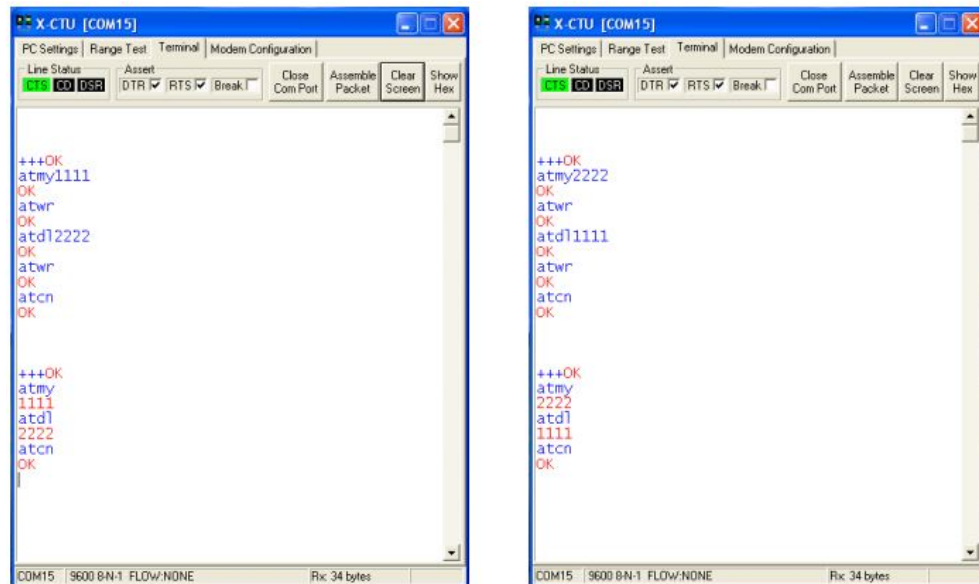 X-CTU [COM15]
PC Settings Range Test Terminal Modem Configuration
Line Status Assert
CTS CD DSR DTR RTS Break Close Com Port Assemble Packet Clear Screen Show Hex
+++OK
atmy1111
OK
atwr
OK
atdl2222
OK
atwr
OK
atcn
OK
+++OK
atmy
1111
atdl
2222
atcn
OK
COM15 9600 8-N-1 FLOW:NONE Rx: 34 bytes
X-CTU [COM15]
PC Settings Range Test Terminal Modem Configuration
Line Status Assert
CTS CD DSR DTR RTS Break Close Com Port Assemble Packet Clear Screen Show Hex
+++OK
atmy2222
OK
atwr
OK
atdl1111
OK
atwr
OK
atcn
OK
+++OK
atmy
2222
atdl
1111
atcn
OK
COM15 9600 8-N-1 FLOW:NONE Rx: 34 bytes